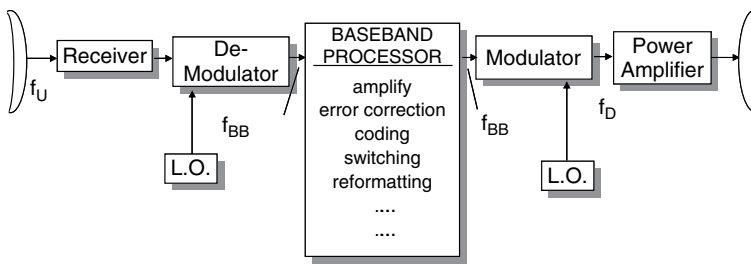 f_U
Receiver
De-
Modulator
L.O.
f_BB
BASEBAND
PROCESSOR
amplify
error correction
coding
switching
reformatting
....
....
f_BB
Modulator
L.O.
f_D
Power
Amplifier